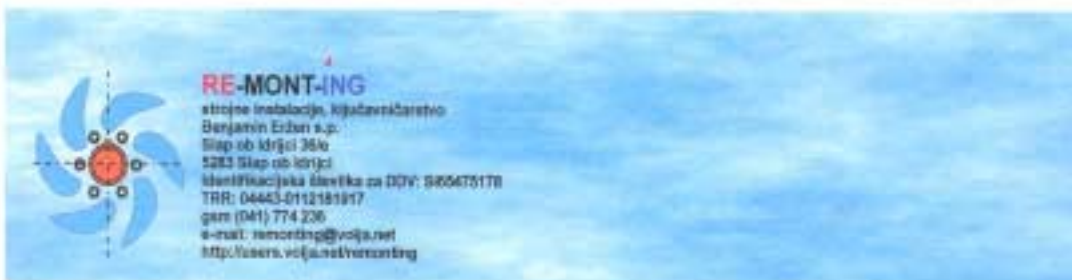 RE-MONT-ING
strojne instalacije, ključavničarstvo
Benjamin Eržen s.p.
Slap ob Idrijci 36/e
5283 Slap ob Idrijci
Identifikacijska številka za DDV: SI65475178
TRR: 04443-0112181917
gsm (041) 774 236
e-mail: remonting@volja.net
http://users.volja.net/remonting